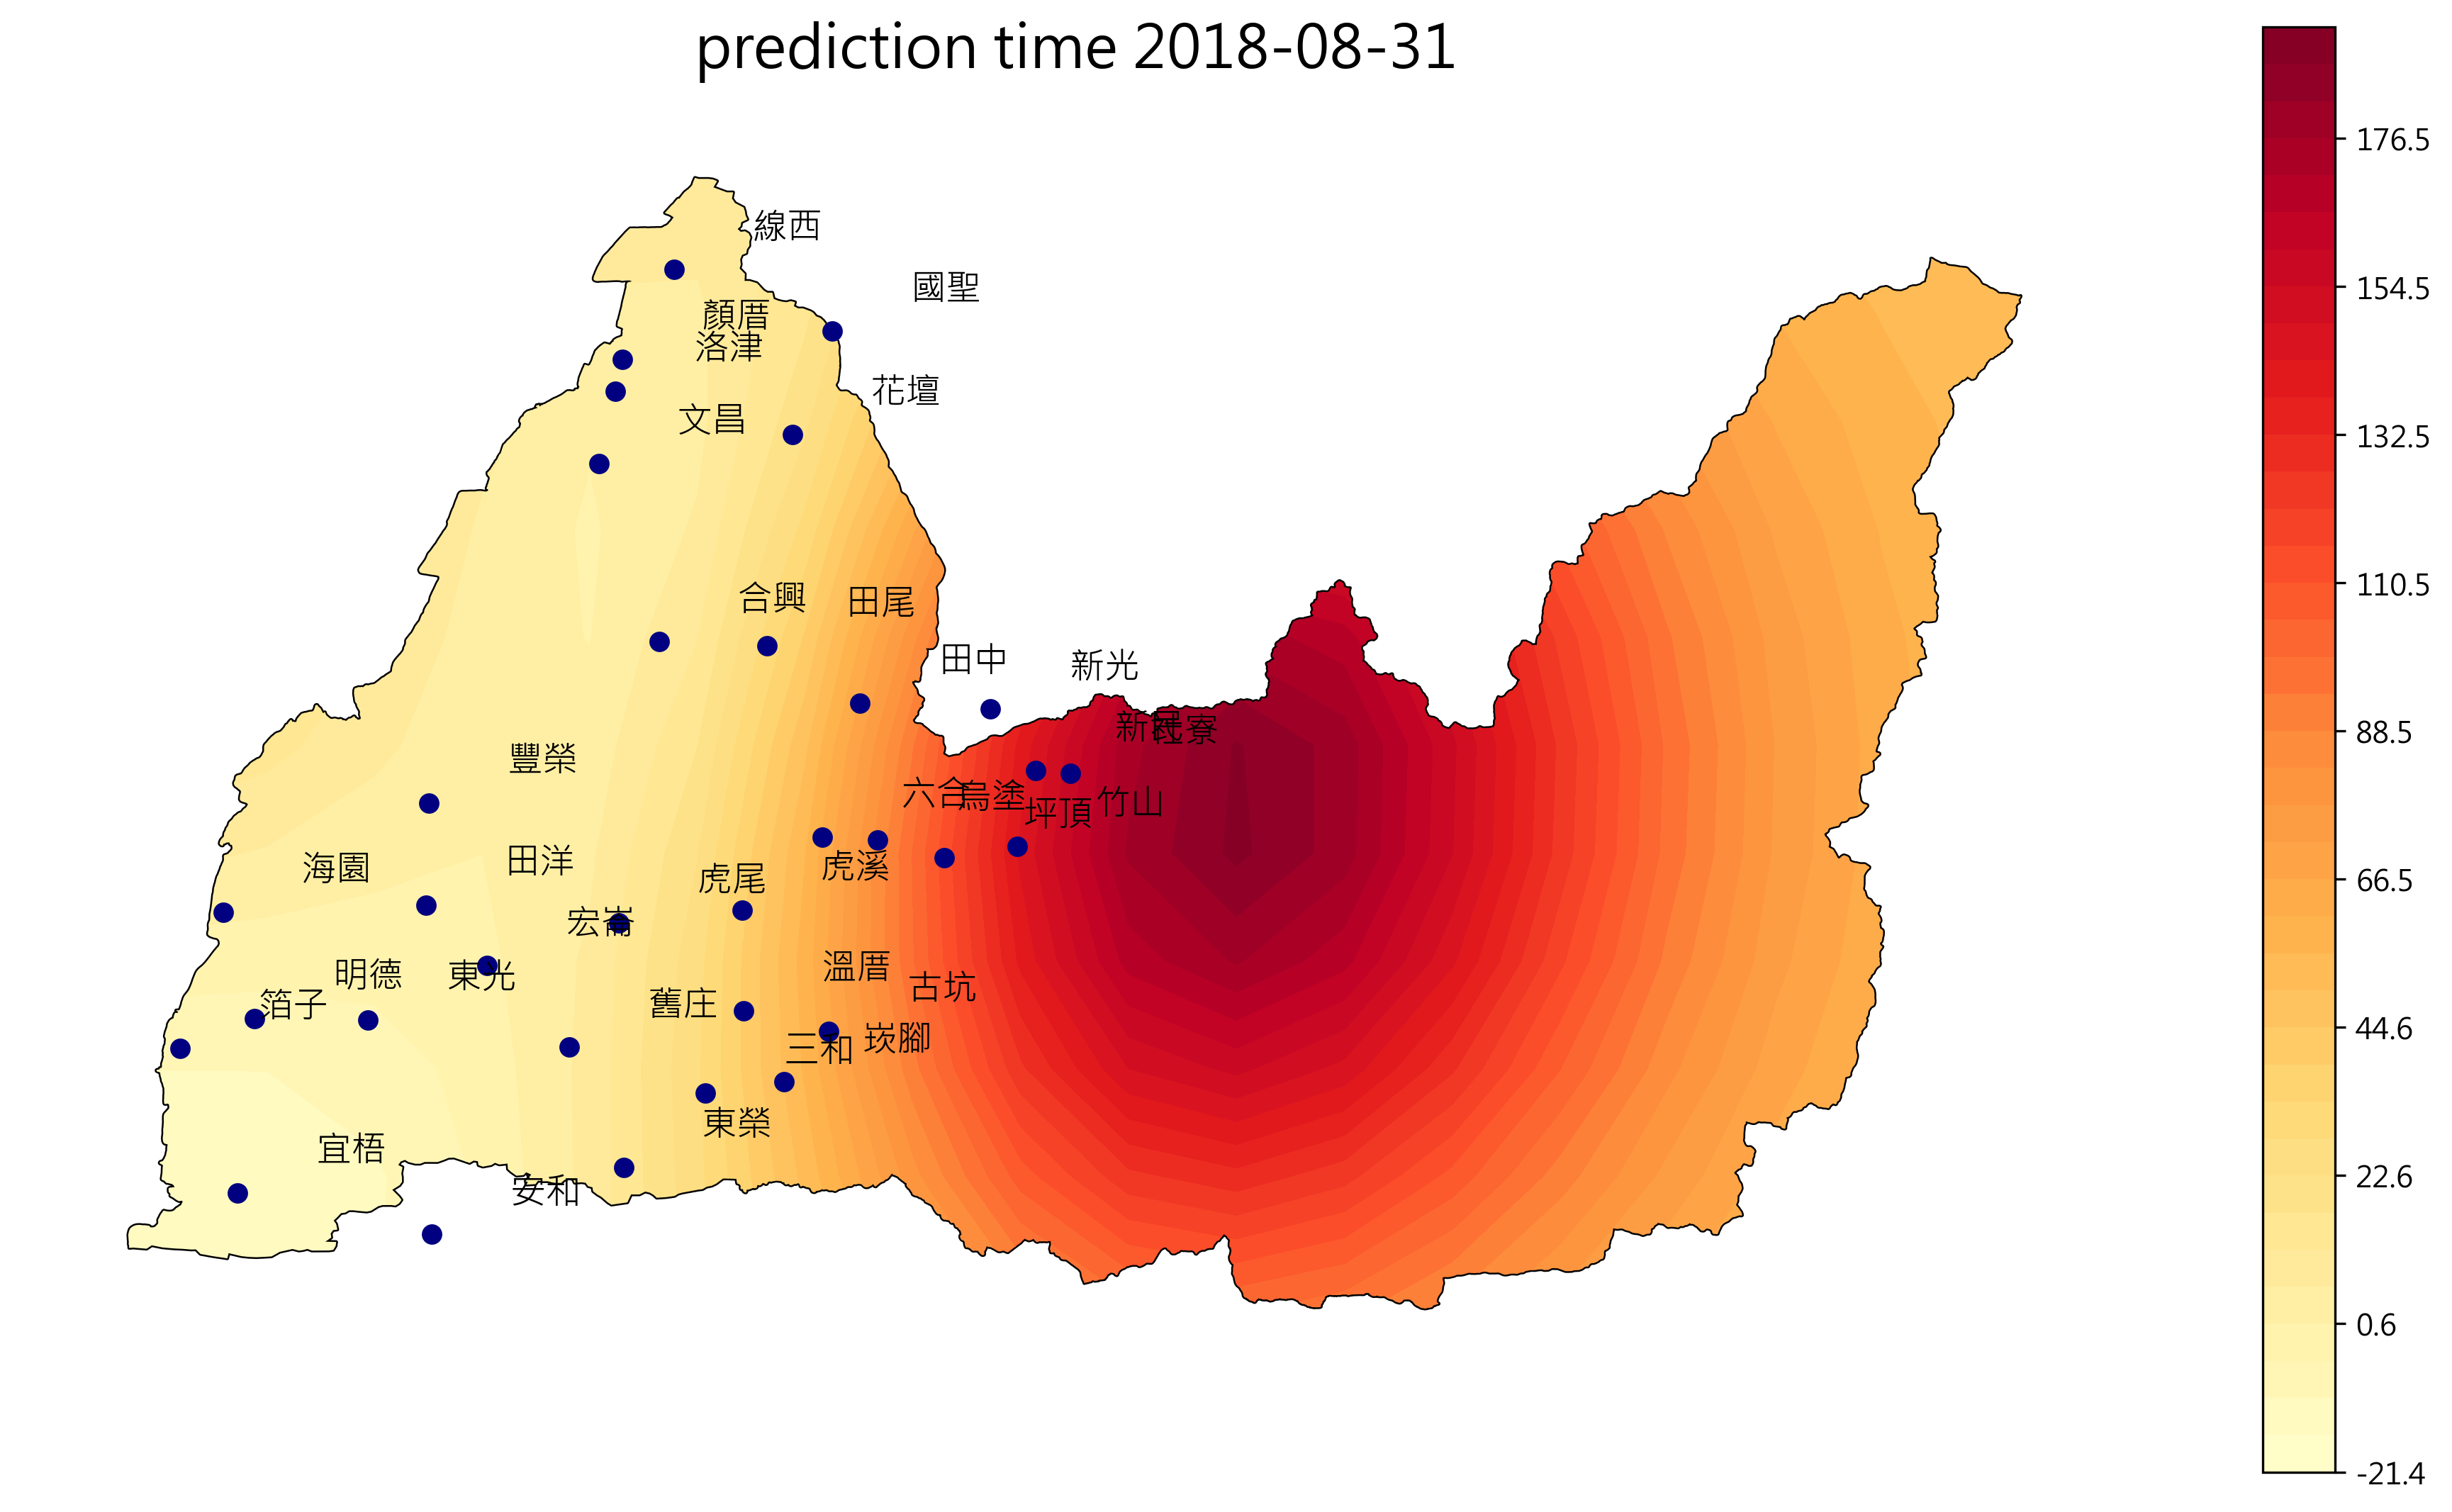 prediction time 2018-08-31
線西
國聖
顏厝
洛津
花壇
文昌
合興
田尾
田中
新光
新民
社寮
豐榮
六合
烏塗
坪頂
竹山
海園
田洋
虎尾
虎溪
宏崙
明德
東光
溫厝
古坑
箔子
舊庄
三和
崁腳
東榮
宜梧
安和
176.5
154.5
132.5
110.5
88.5
66.5
44.6
22.6
0.6
-21.4